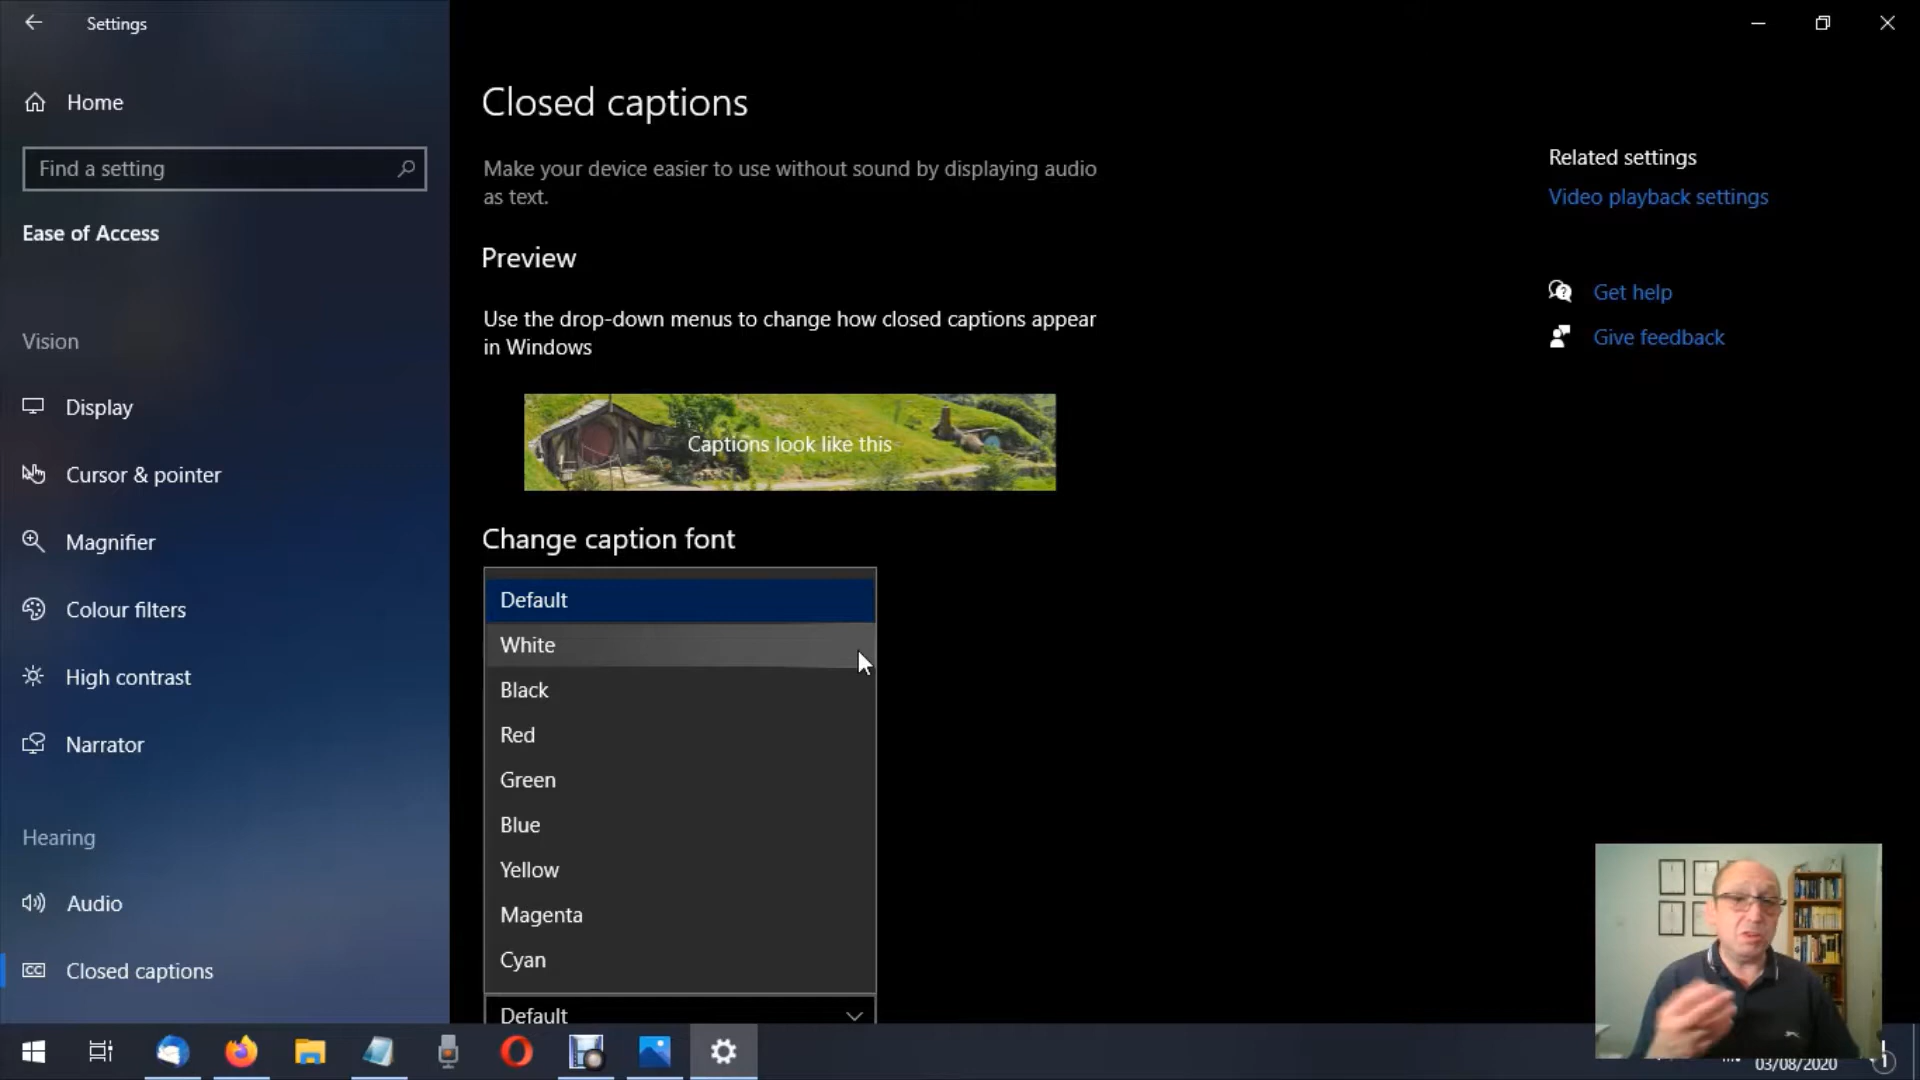 Settings
Home
Find a setting
Ease of Access
Vision
Display
Cursor & pointer
Magnifier
Colour filters
High contrast
Narrator
Hearing
Audio
Closed captions
Closed captions
Make your device easier to use without sound by displaying audio
as text.
Preview
Use the drop-down menus to change how closed captions appear
in Windows
Captions look like this
Change caption font
Default
White
Black
Red
Green
Blue
Yellow
Magenta
Cyan
Default
Related settings
Video playback settings
Get help
Give feedback
03/08/2020
1